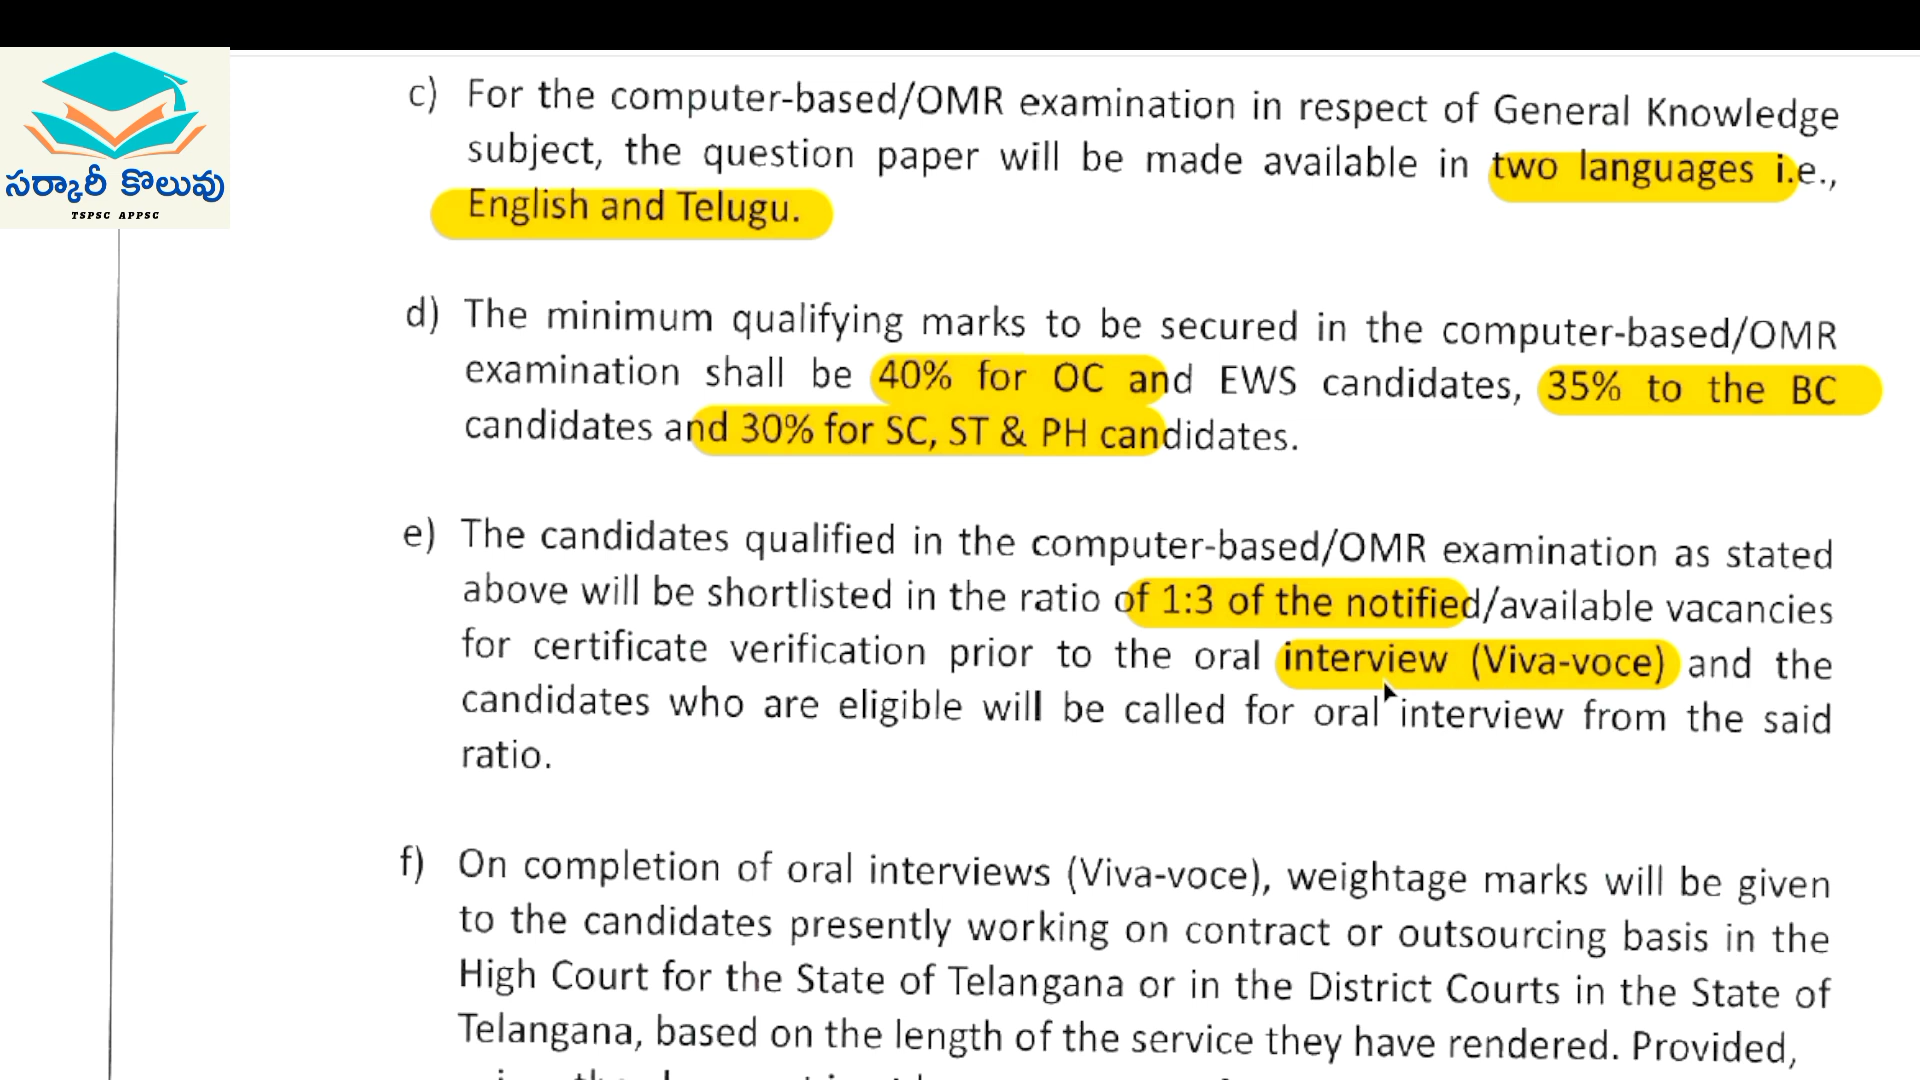 సర్కారీ కొలువు
TSPSC APPSC
c) For the computer-based/OMR examination in respect of General Knowledge
subject, the question paper will be made available in two languages i.e.,
English and Telugu.
d) The minimum qualifying marks to be secured in the computer-based/OMR
examination shall be 40% for OC and EWS candidates, 35% to the BC
candidates and 30% for SC, ST & PH candidates.
e) The candidates qualified in the computer-based/OMR examination as stated
above will be shortlisted in the ratio of 1:3 of the notified/available vacancies
for certificate verification prior to the oral interview (Viva-voce) and the
candidates who are eligible will be called for oral interview from the said
ratio.
f) On completion of oral interviews (Viva-voce), weightage marks will be given
to the candidates presently working on contract or outsourcing basis in the
High Court for the State of Telangana or in the District Courts in the State of
Telangana, based on the length of the service they have rendered. Provided,